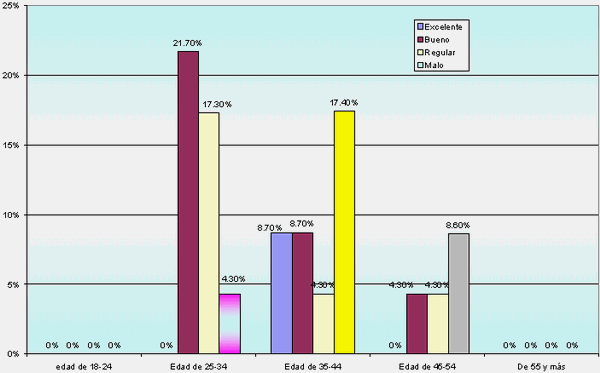 25%
20%
15%
10%
5%
0%
Excelente
Bueno
Regular
Malo
0% 0% 0% 0%
0% 21.70% 17.30% 4.30%
8.70% 8.70% 4.30% 17.40%
0% 4.30% 4.30% 8.60%
0% 0% 0% 0%
edad de 18-24
Edad de 25-34
Edad de 35-44
Edad de 45-54
De 55 y más